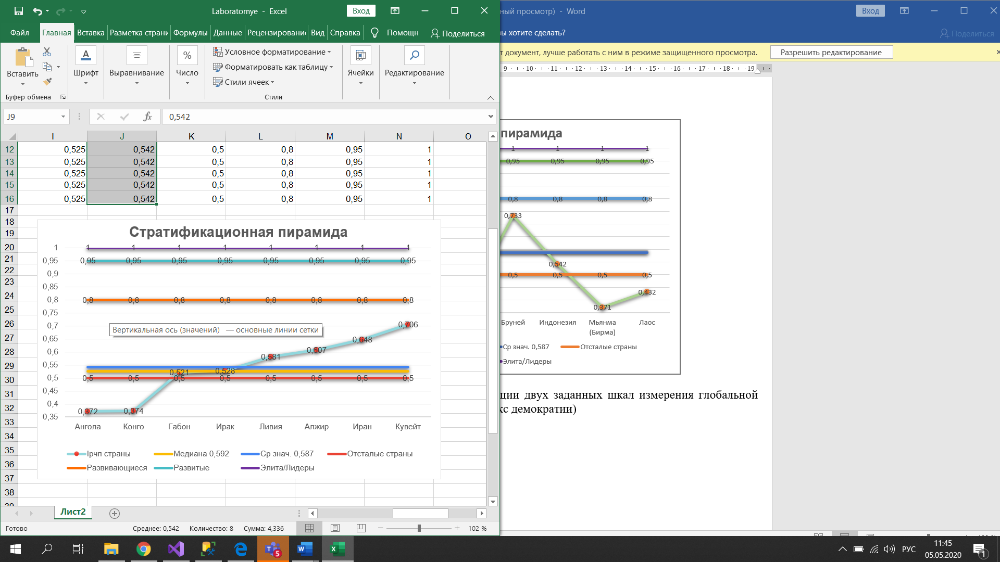 Laboratornye - Excel
Вход
Файл Главная Вставка Разметка страни Формулы Данные Рецензировани Вид Справка Помощн Поделиться
Вставить
Буфер обмена
Шрифт
Выравнивание
%
Число
Условное форматирование
Форматировать как таблицу
Стили ячеек
Стили
Ячейки
Редактирование
J9
fx
0,542
I J K L M N O
12 0,525 0,542 0,5 0,8 0,95 1
13 0,525 0,542 0,5 0,8 0,95 1
14 0,525 0,542 0,5 0,8 0,95 1
15 0,525 0,542 0,5 0,8 0,95 1
16 0,525 0,542 0,5 0,8 0,95 1
17
18
19
20
21
22
23
24
25
26
27
28
29
30
31
32
33
34
35
36
37
38
Стратификационная пирамида
1 1 1 1 1 1 1 1 1
0,95 0,95 0,95 0,95 0,95 0,95 0,95 0,95 0,95
0,9
0,85
0,8 0,8 0,8 0,8 0,8 0,8 0,8 0,8 0,8
0,75
0,7 0,706
Вертикальная ось (значений) — основные линии сетки
0,65 0,648
0,6 0,581 0,607
0,55 0,521 0,528
0,5 0,5 0,5 0,5 0,5 0,5 0,5 0,5 0,5
0,45
0,4
0,35 0,372 0,374
Ангола Конго Габон Ирак Ливия Алжир Иран Кувейт
Iрчп страны Медиана 0,592 Ср знач. 0,587 Отсталые страны
Развивающиеся Развитые Элита/Лидеры
Лист2
Готово
Среднее: 0,542 Количество: 8 Сумма: 4,336
102 %
ный просмотр) - Word
Вход
вы хотите сделать?
Поделиться
т документ, лучше работать с ним в режиме защищенного просмотра.
Разрешить редактирование
9 10 11 12 13 14 15 16 17 18 19
пирамида
1 1 1 1
0,95 0,95 0,95 0,95
0,8 0,8 0,8 0,8
0,733
0,542
0,5 0,5 0,5 0,5
0,432
0,371
Бруней Индонезия Мьянма (Бирма) Лаос
Ср знач. 0,587 Отсталые страны
Элита/Лидеры
ции двух заданных шкал измерения глобальной
кс демократии)
5
РУС
11:45
05.05.2020
1